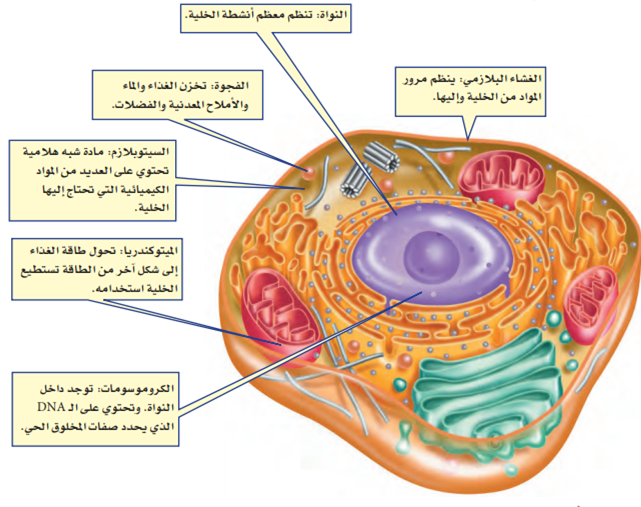 النواة: تنظم معظم أنشطة الخلية.
الغشاء البلازمي: ينظم مرور
المواد من الخلية وإليها.
الفجوة: تخزن الغذاء والماء
والأملاح المعدنية والفضلات.
السيتوبلازم: مادة شبه هلامية
تحتوي على العديد من المواد
الكيميائية التي تحتاج إليها
الخلية.
الميتوكندريا: تحول طاقة الغذاء
إلى شكل آخر من الطاقة تستطيع
الخلية استخدامه.
الكروموسومات: توجد داخل
النواة. وتحتوي على الـ DNA
الذي يحدد صفات المخلوق الحي.